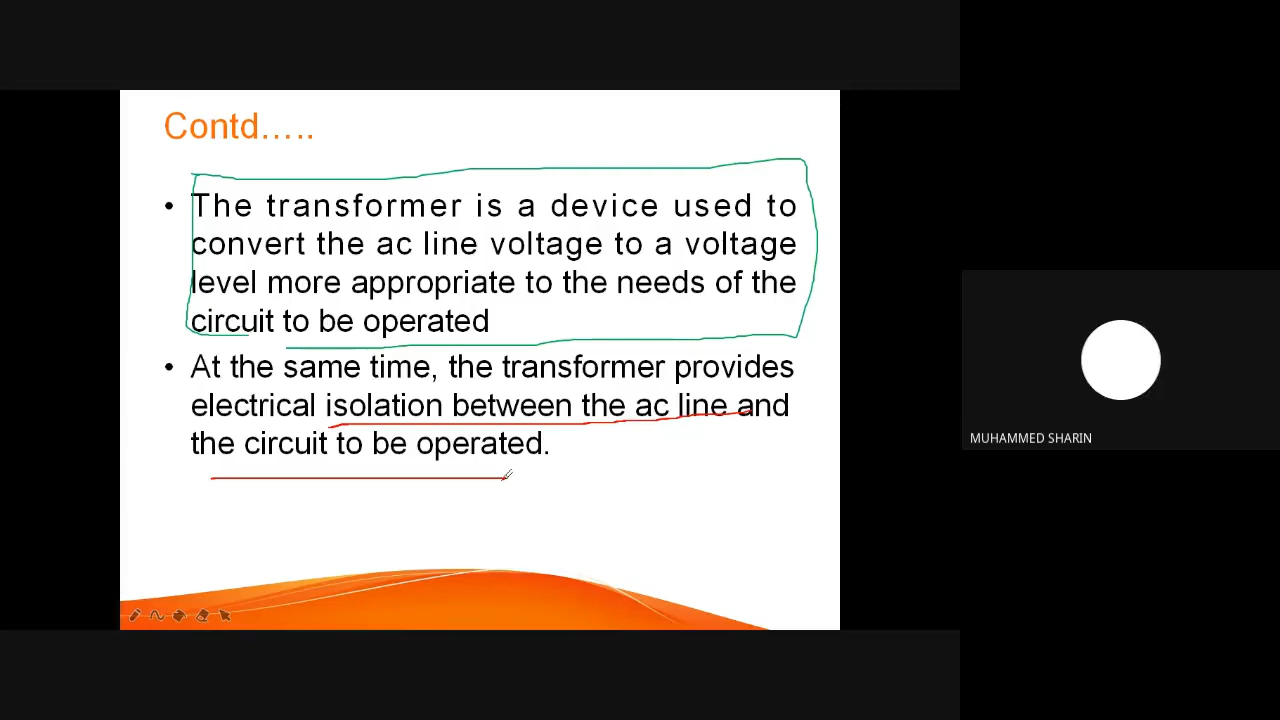 Contd.....
• The transformer is a device used to
convert the ac line voltage to a voltage
level more appropriate to the needs of the
circuit to be operated
• At the same time, the transformer provides
electrical isolation between the ac line and
the circuit to be operated.
MUHAMMED SHARIN